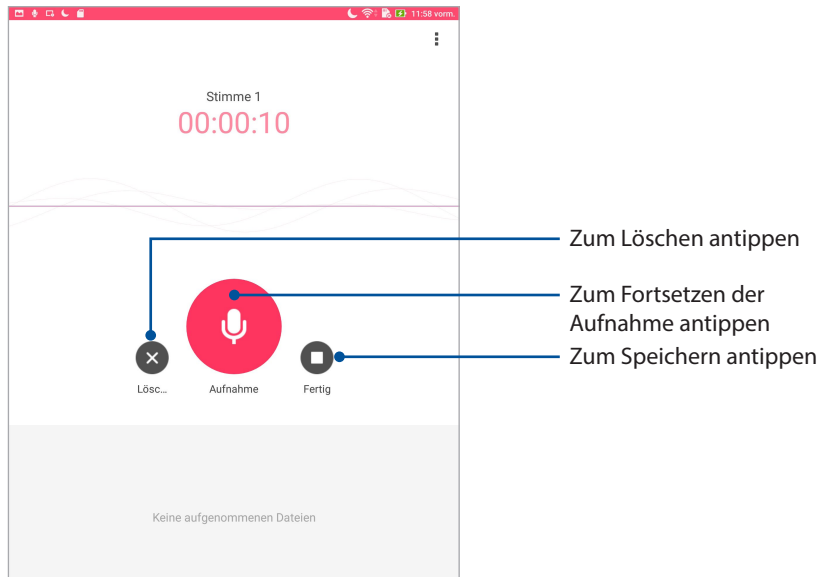 11:58 vorm.
Stimme 1
00:00:10
Zum Löschen antippen
Zum Fortsetzen der
Aufnahme antippen
Zum Speichern antippen
Lösc...
Aufnahme
Fertig
Keine aufgenommenen Dateien